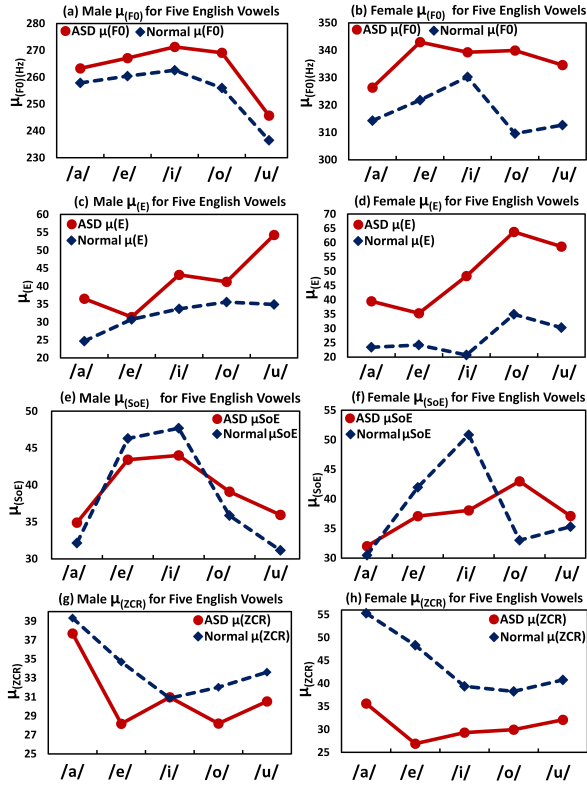 (a) Male μ(F0) for Five English Vowels
ASD μ(F0)
Normal μ(F0)
μ(F0)(Hz)
270
260
250
240
230
/a/ /e/ /i/ /o/ /u/
(b) Female μ(F0) for Five English Vowels
ASD μ(F0)
Normal μ(F0)
μ(F0)(Hz)
350
340
330
320
310
300
/a/ /e/ /i/ /o/ /u/
(c) Male μ(E) for Five English Vowels
ASD μ(E)
Normal μ(E)
μ(E)
60
55
50
45
40
35
30
25
20
/a/ /e/ /i/ /o/ /u/
(d) Female μ(E) for Five English Vowels
ASD μ(E)
Normal μ(E)
μ(E)
70
65
60
55
50
45
40
35
30
25
20
/a/ /e/ /i/ /o/ /u/
(e) Male μ(SoE) for Five English Vowels
ASD μSoE
Normal μSoE
μ(SoE)
50
45
40
35
30
/a/ /e/ /i/ /o/ /u/
(f) Female μ(SoE) for Five English Vowels
ASD μSoE
Normal μSoE
μ(SoE)
55
50
45
40
35
30
/a/ /e/ /i/ /o/ /u/
(g) Male μ(ZCR) for Five English Vowels
ASD μ(ZCR)
Normal μ(ZCR)
μ(ZCR)
39
37
35
33
31
29
27
25
/a/ /e/ /i/ /o/ /u/
(h) Female μ(ZCR) for Five English Vowels
ASD μ(ZCR)
Normal μ(ZCR)
μ(ZCR)
55
50
45
40
35
30
25
/a/ /e/ /i/ /o/ /u/